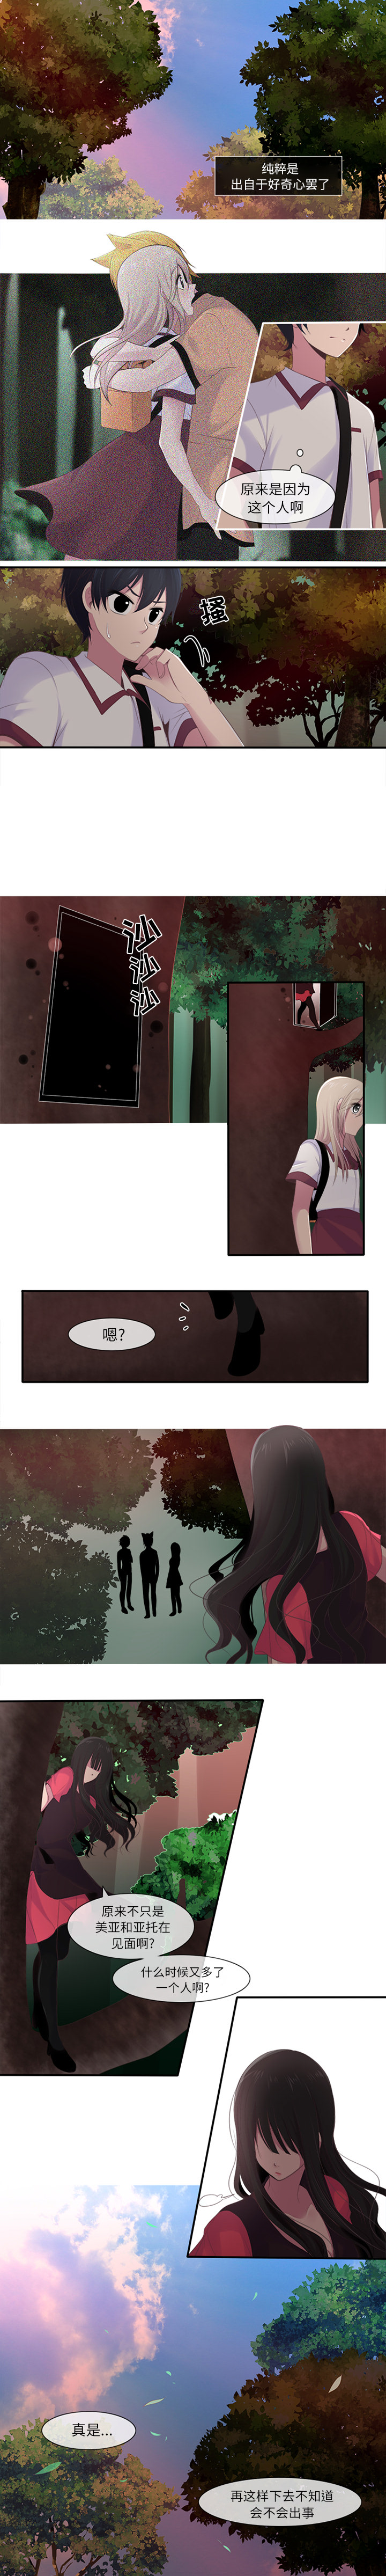 纯粹是
出自于好奇心罢了
原来是因为
这个人啊
搔
沙
沙
沙
嗯?
原来不只是
美亚和亚托在
见面啊?
什么时候又多了
一个人啊?
真是...
再这样下去不知道
会不会出事